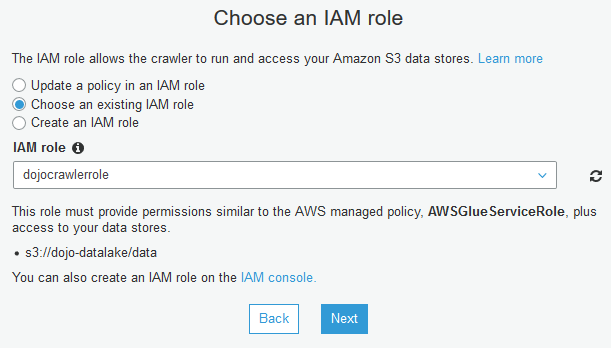 Choose an IAM role
The IAM role allows the crawler to run and access your Amazon S3 data stores. Learn more
Update a policy in an IAM role
Choose an existing IAM role
Create an IAM role
IAM role
dojocrawlerrole
This role must provide permissions similar to the AWS managed policy, AWSGlueServiceRole, plus
access to your data stores.
• s3://dojo-datalake/data
You can also create an IAM role on the IAM console.
Back Next